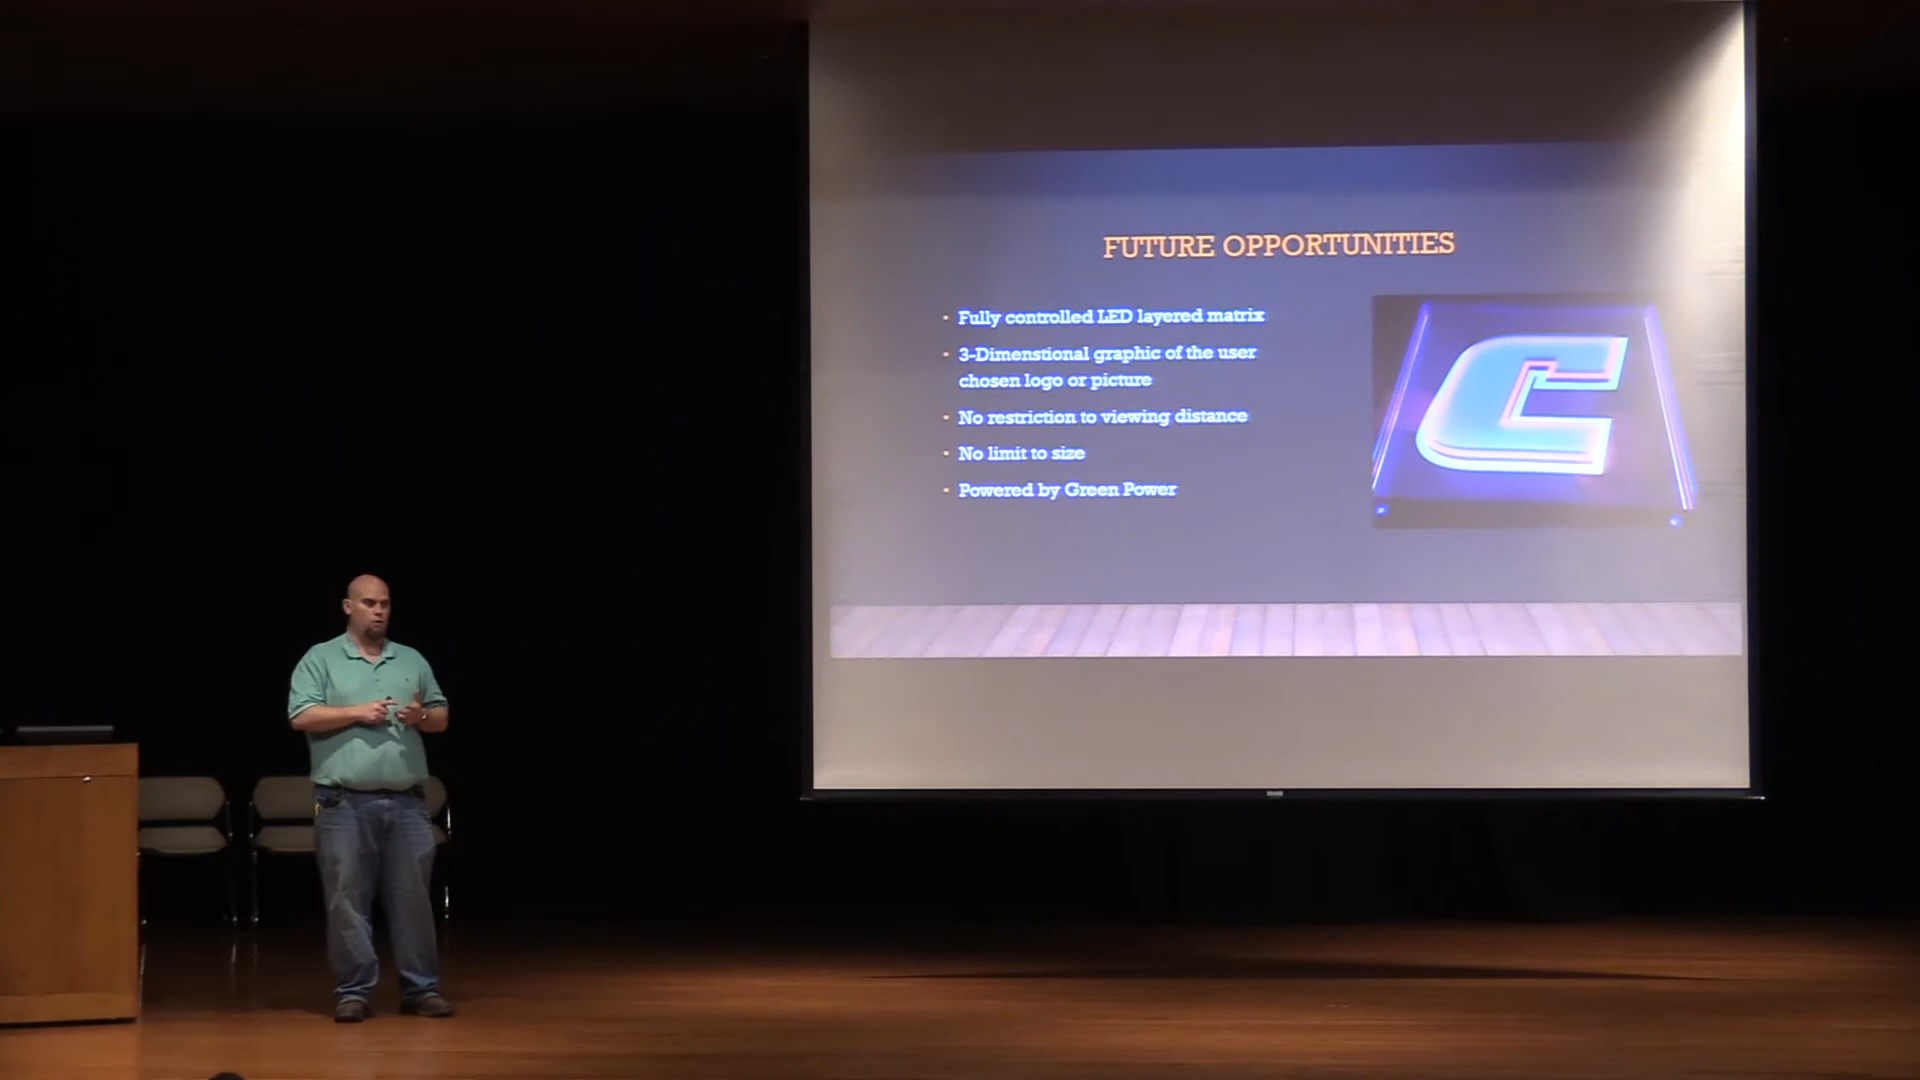 FUTURE OPPORTUNITIES
• Fully controlled LED layered matrix
• 3-Dimenstional graphic of the user
chosen logo or picture
• No restriction to viewing distance
• No limit to size
• Powered by Green Power
C